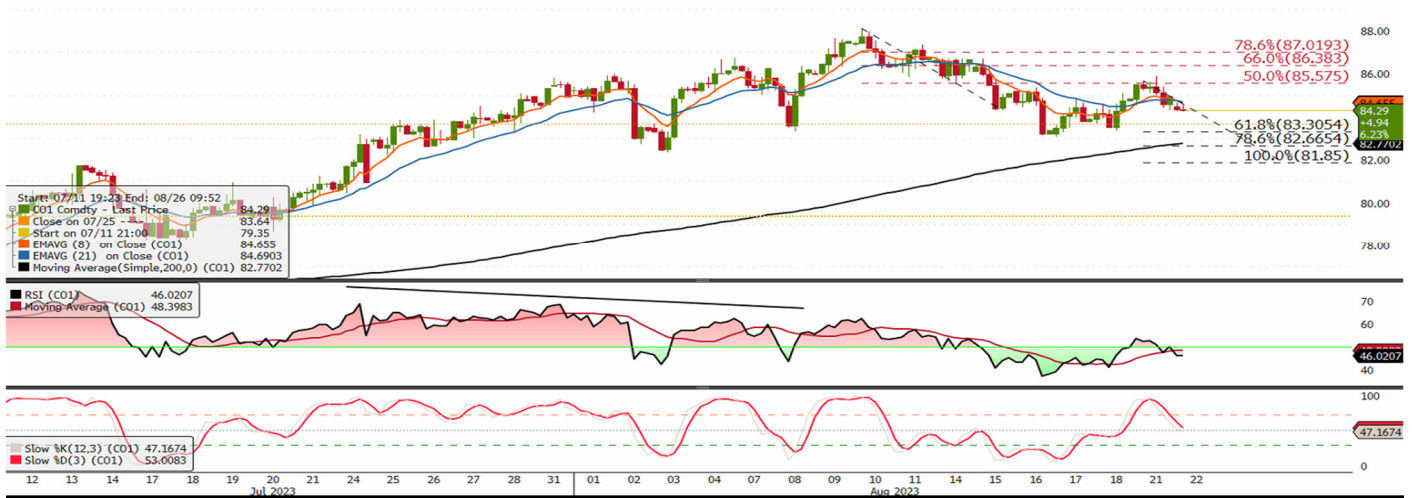 88.00
78.6%(87.0193)
66.0%(86.383)
86.00
50.0%(85.575)
84.655
84.29
+4.94
6.23%
61.8%(83.3054)
78.6%(82.6654)
82.7702
100.0%(81.85)
82.00
80.00
78.00
Start: 07/11 19:23 End: 08/26 09:52
CO1 Comdty - Last Price 84.29
Close on 07/25 - 83.64
Start on 07/11 21:00 79.35
EMAVG (8) on Close (CO1) 84.655
EMAVG (21) on Close (CO1) 84.6903
Moving Average(Simple,200,0) (CO1) 82.7702
RSI (CO1) 46.0207
Moving Average (CO1) 48.3983
70
60
46.0207
40
100
Slow %K(12,3) (CO1) 47.1674
Slow %D(3) (CO1) 53.0083
47.1674
0
12 13 14 17 18 19 20 21 24 25 26 27 28 31 01 02 03 04 07 08 10 11 14 15 16 17 18 21 22
Jul 2023 Aug 2023